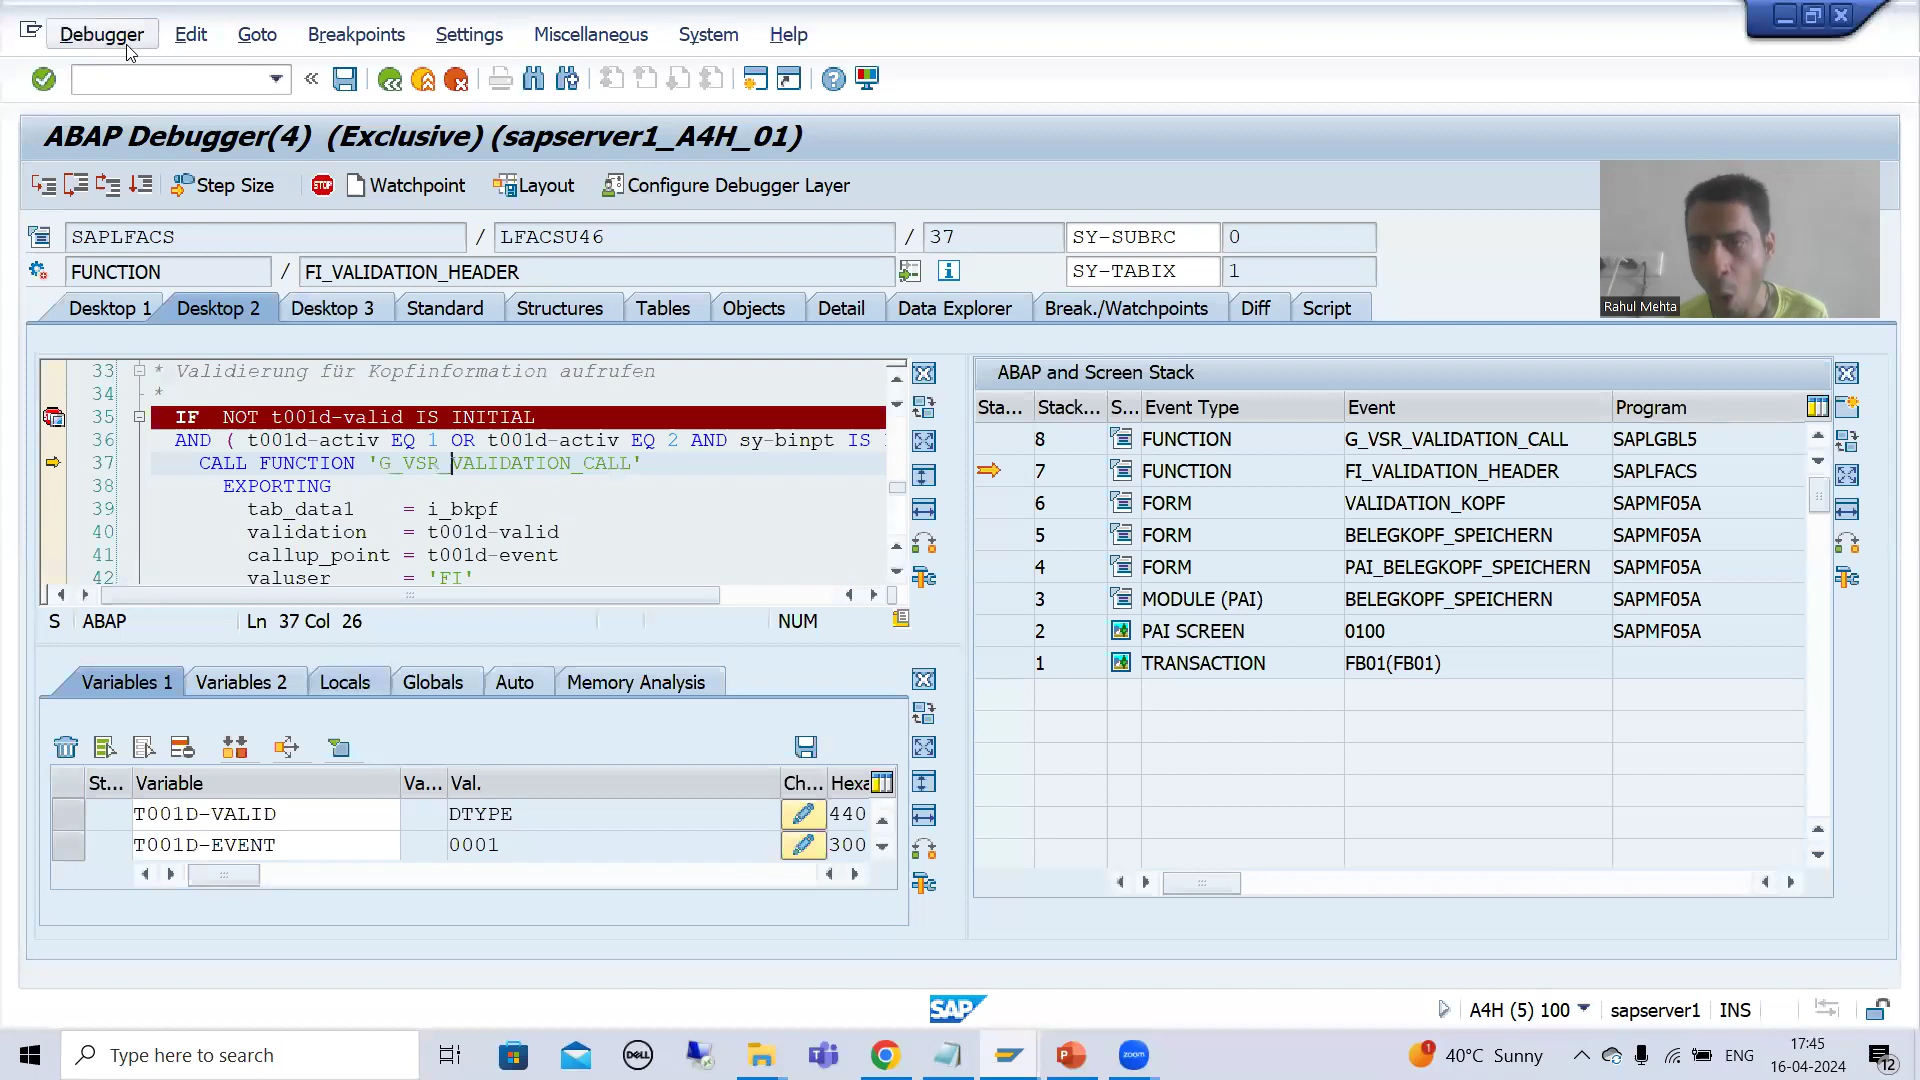 Debugger Edit Goto Breakpoints Settings Miscellaneous System Help
ABAP Debugger(4) (Exclusive) (sapserver1_A4H_01)
Step Size STOP Watchpoint Layout Configure Debugger Layer
SAPLFACS / LFACSU46 / 37 SY-SUBRC 0
FUNCTION / FI_VALIDATION_HEADER SY-TABIX 1
Rahul Mehta
Desktop 1 Desktop 2 Desktop 3 Standard Structures Tables Objects Detail Data Explorer Break./Watchpoints Diff Script
33 * Validierung für Kopfinformation aufrufen
34 *
35 IF NOT t001d-valid IS INITIAL
36 AND ( t001d-activ EQ 1 OR t001d-activ EQ 2 AND sy-binpt IS
37 CALL FUNCTION 'G_VSR_VALIDATION_CALL'
38 EXPORTING
39 tab_data1 = i_bkpf
40 validation = t001d-valid
41 callup_point = t001d-event
42 valuser = 'FI'
S ABAP Ln 37 Col 26 NUM
ABAP and Screen Stack
Sta... Stack... S... Event Type Event Program
8 FUNCTION G_VSR_VALIDATION_CALL SAPLGBL5
7 FUNCTION FI_VALIDATION_HEADER SAPLFACS
6 FORM VALIDATION_KOPF SAPMF05A
5 FORM BELEGKOPF_SPEICHERN SAPMF05A
4 FORM PAI_BELEGKOPF_SPEICHERN SAPMF05A
3 MODULE (PAI) BELEGKOPF_SPEICHERN SAPMF05A
2 PAI SCREEN 0100 SAPMF05A
1 TRANSACTION FB01(FB01)
Variables 1 Variables 2 Locals Globals Auto Memory Analysis
St... Variable Va... Val. Ch... Hexa
T001D-VALID DTYPE 440
T001D-EVENT 0001 300
SAP
A4H (5) 100 sapserver1 INS
Type here to search
DELL
zoom
1 40°C Sunny
ENG
17:45
16-04-2024
12